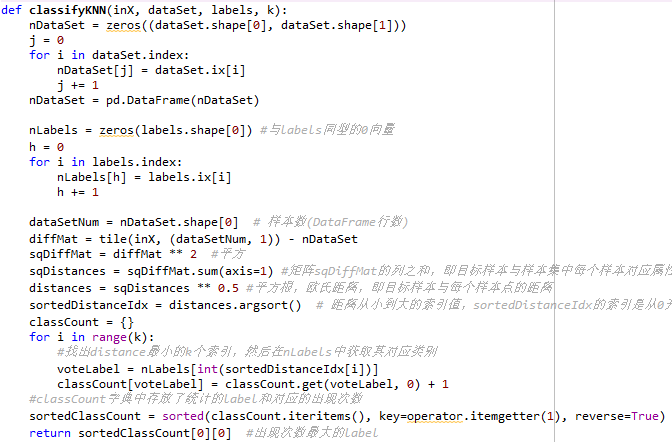 def classifyKNN(inX, dataSet, labels, k):
    nDataSet = zeros((dataSet.shape[0], dataSet.shape[1]))
    j = 0
    for i in dataSet.index:
        nDataSet[j] = dataSet.ix[i]
        j += 1
    nDataSet = pd.DataFrame(nDataSet)
    nLabels = zeros(labels.shape[0]) #与labels同型的0向量
    h = 0
    for i in labels.index:
        nLabels[h] = labels.ix[i]
        h += 1
    dataSetNum = nDataSet.shape[0]  # 样本数(DataFrame行数)
    diffMat = tile(inX, (dataSetNum, 1)) - nDataSet
    sqDiffMat = diffMat ** 2  #平方
    sqDistances = sqDiffMat.sum(axis=1) #矩阵sqDiffMat的列之和，即目标样本与样本集中每个样本对应属性
    distances = sqDistances ** 0.5 #平方根，欧氏距离，即目标样本与每个样本点的距离
    sortedDistanceIdx = distances.argsort()  # 距离从小到大的索引值，sortedDistanceIdx的索引是从0开
    classCount = {}
    for i in range(k):
        #找出distance最小的k个索引，然后在nLabels中获取其对应类别
        voteLabel = nLabels[int(sortedDistanceIdx[i])]
        classCount[voteLabel] = classCount.get(voteLabel, 0) + 1
    #classCount字典中存放了统计的label和对应的出现次数
    sortedClassCount = sorted(classCount.iteritems(), key=operator.itemgetter(1), reverse=True)
    return sortedClassCount[0][0]  #出现次数最大的label